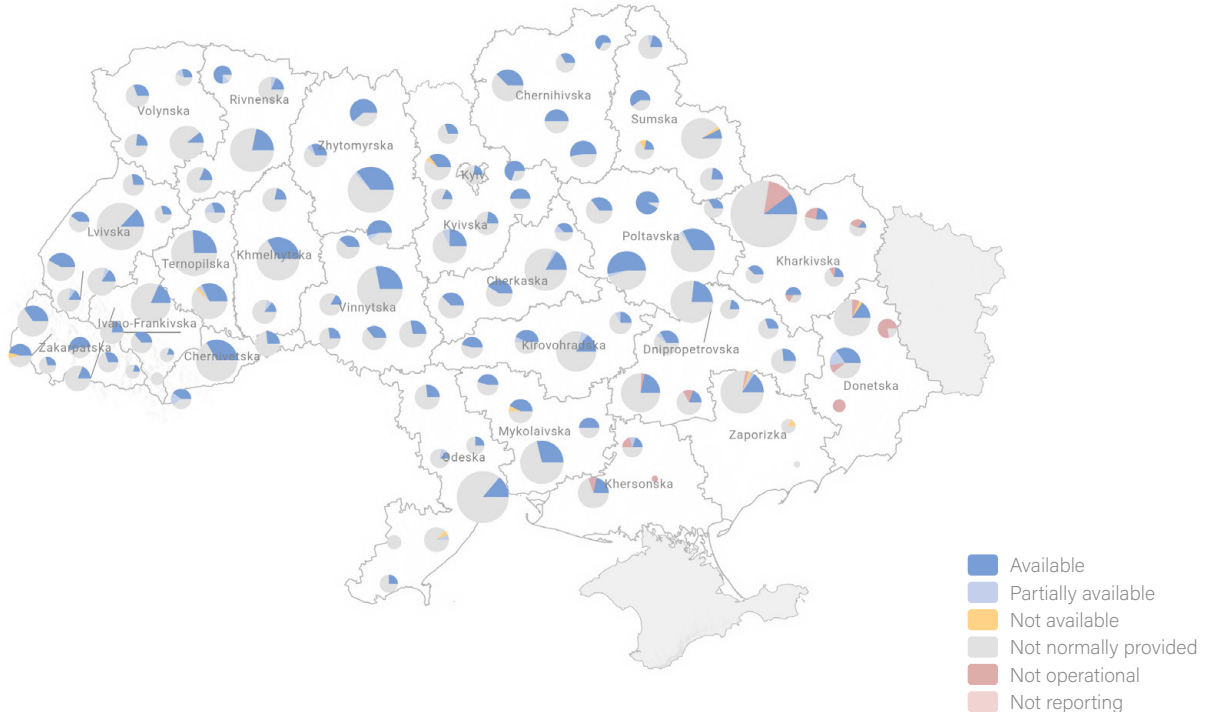 Chernihivska
Volynska
Rivnenska
Sumska
Zhytomyrska
Kyiv
Lvivska
Kyivska
Poltavska
Khmelnytska
Ternopilska
Kharkivska
Cherkaska
Vinnytska
Ivano-Frankivska
Zakarpatska
Chernivetska
Kirovohradska
Dnipropetrovska
Donetska
Mykolaivska
Zaporizka
Odeska
Khersonska
Available
Partially available
Not available
Not normally provided
Not operational
Not reporting